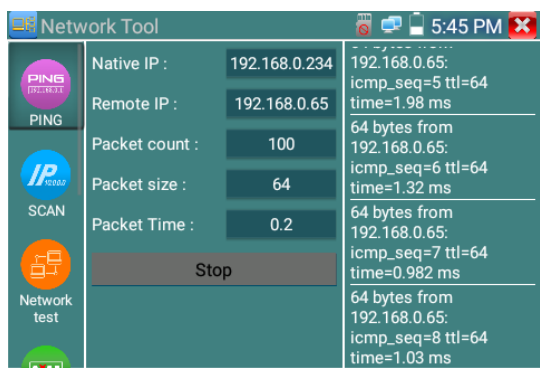 Network Tool
5:45 PM
PING
PING
SCAN
Network
test
Native IP :
192.168.0.234
Remote IP :
192.168.0.65
Packet count :
100
Packet size :
64
Packet Time :
0.2
Stop
64 bytes from
192.168.0.65:
icmp_seq=5 ttl=64
time=1.98 ms
64 bytes from
192.168.0.65:
icmp_seq=6 ttl=64
time=1.32 ms
64 bytes from
192.168.0.65:
icmp_seq=7 ttl=64
time=0.982 ms
64 bytes from
192.168.0.65:
icmp_seq=8 ttl=64
time=1.03 ms